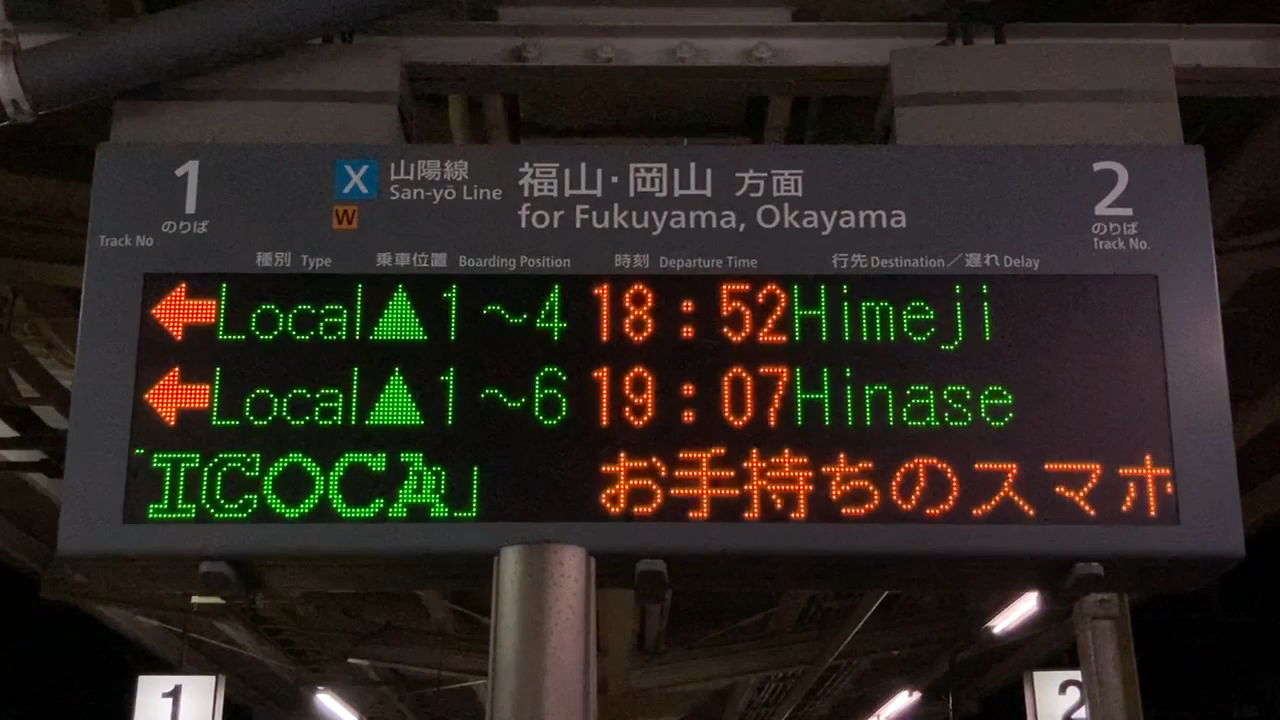 1
のりば
Track No
X 山陽線
San-yō Line
W
福山・岡山 方面
for Fukuyama, Okayama
2
のりば
Track No.
種別 Type 乗車位置 Boarding Position 時刻 Departure Time 行先 Destination／遅れ Delay
←Local▲1～4 18:52 Himeji
←Local▲1～6 19:07 Hinase
「ICOCA」 お手持ちのスマホ
1
2